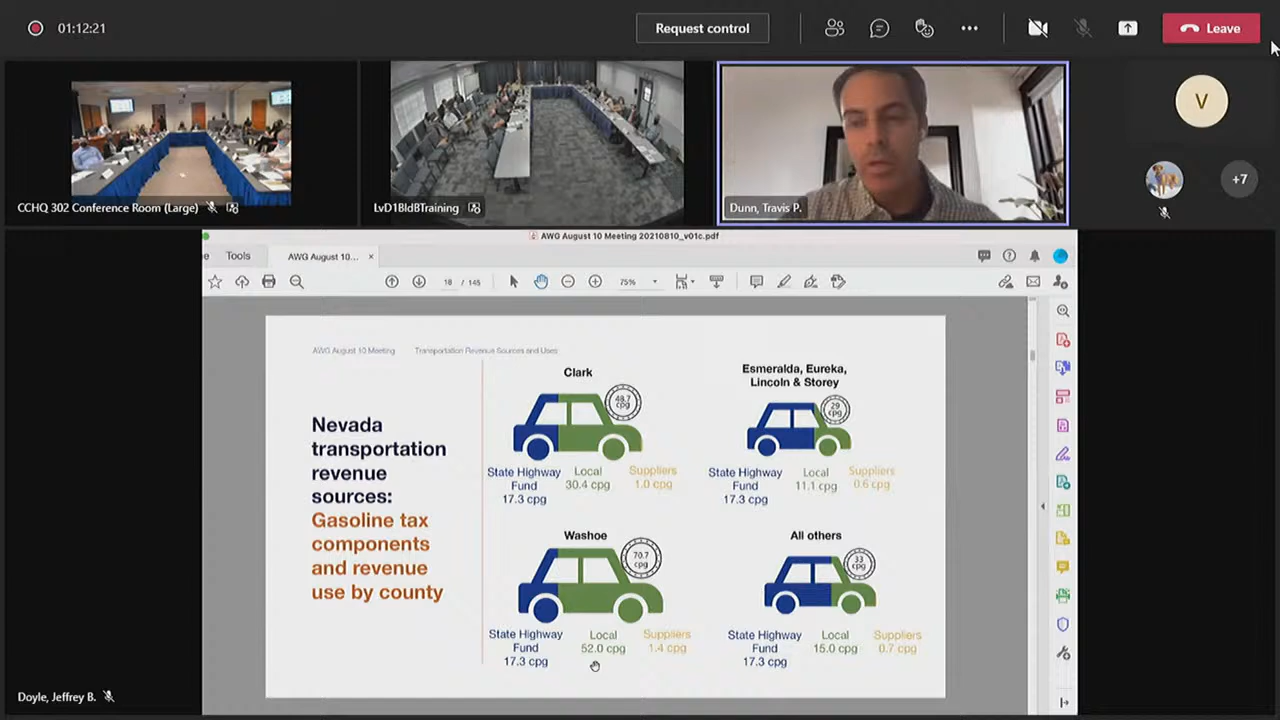 01:12:21
Request control
Leave
V
CCHQ 302 Conference Room (Large)
LvD1BldBTraining
Dunn, Travis P.
+7
AWG August 10 Meeting 20210810_v01c.pdf
e Tools AWG August 10... ×
18 / 145 75%
AWG August 10 Meeting Transportation Revenue Sources and Uses
Nevada
transportation
revenue
sources:
Gasoline tax
components
and revenue
use by county
Clark
48.7
cpg
State Highway
Fund
17.3 cpg
Local
30.4 cpg
Suppliers
1.0 cpg
Esmeralda, Eureka,
Lincoln & Storey
29
cpg
State Highway
Fund
17.3 cpg
Local
11.1 cpg
Suppliers
0.6 cpg
Washoe
70.7
cpg
State Highway
Fund
17.3 cpg
Local
52.0 cpg
Suppliers
1.4 cpg
All others
33
cpg
State Highway
Fund
17.3 cpg
Local
15.0 cpg
Suppliers
0.7 cpg
Doyle, Jeffrey B.